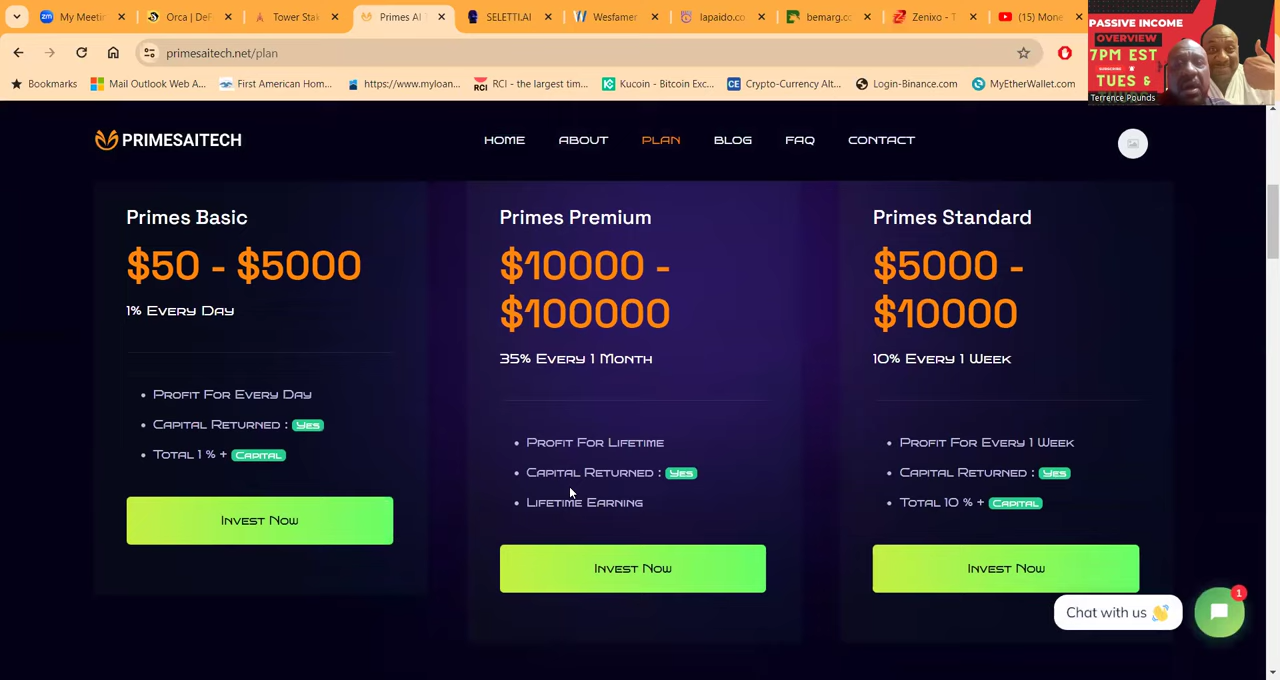 My Meeti
Orca | DeF
Tower Stak
Primes AI T
SELETTI.AI
Wesfamer
lapaido.co
bemarg.co
Zenixo - T
(15) Mone
primesaitech.net/plan
Bookmarks
Mail Outlook Web A...
First American Hom...
https://www.myloan...
RCI - the largest tim...
Kucoin - Bitcoin Exc...
Crypto-Currency Alt...
Login-Binance.com
MyEtherWallet.com
PASSIVE INCOME
OVERVIEW
7PM EST
TUES &
Terrence Pounds
PRIMESAITECH
HOME
ABOUT
PLAN
BLOG
FAQ
CONTACT
Primes Basic
$50 - $5000
1% Every Day
Profit For Every Day
Capital Returned : Yes
Total 1 % + Capital
Invest Now
Primes Premium
$10000 -
$100000
35% Every 1 Month
Profit For Lifetime
Capital Returned : Yes
Lifetime Earning
Invest Now
Primes Standard
$5000 -
$10000
10% Every 1 Week
Profit For Every 1 Week
Capital Returned : Yes
Total 10 % + Capital
Invest Now
Chat with us 👋
1